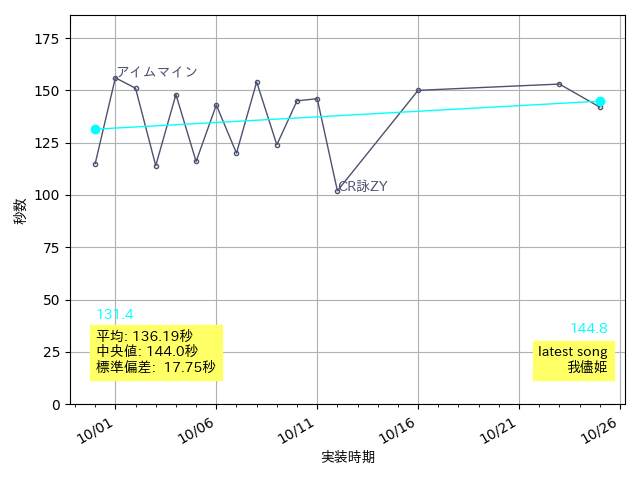 175
150
125
100
75
50
25
0
秒数
アイムマイン
CR詠ZY
131.4
144.8
平均: 136.19秒
中央値: 144.0秒
標準偏差: 17.75秒
latest song
我儘姫
10/01
10/06
10/11
10/16
10/21
10/26
実装時期